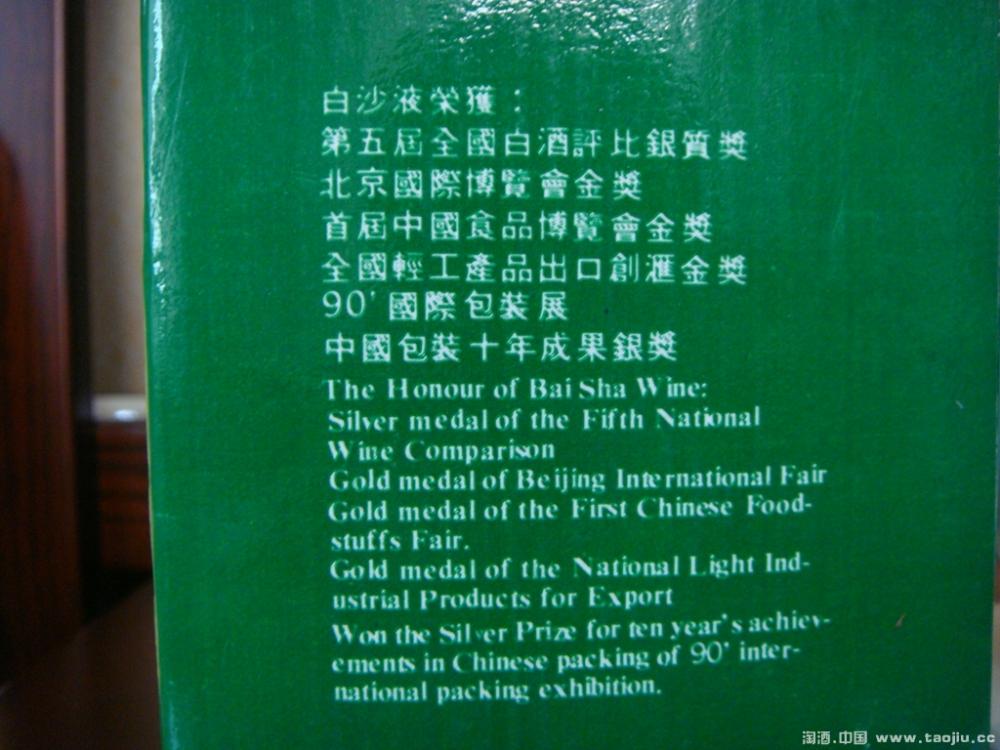 白沙液榮獲：
第五屆全國白酒評比銀質獎
北京國際博覽會金獎
首屆中國食品博覽會金獎
全國輕工產品出口創滙金獎
90'國際包裝展
中國包裝十年成果銀獎
The Honour of Bai Sha Wine:
Silver medal of the Fifth National
Wine Comparison
Gold medal of Beijing International Fair
Gold medal of the First Chinese Food-
stuffs Fair.
Gold medal of the National Light Ind-
ustrial Products for Export
Won the Silver Prize for ten year's achiev-
ements in Chinese packing of 90' inter-
national packing exhibition.
淘酒.中国 www.taojiu.cc